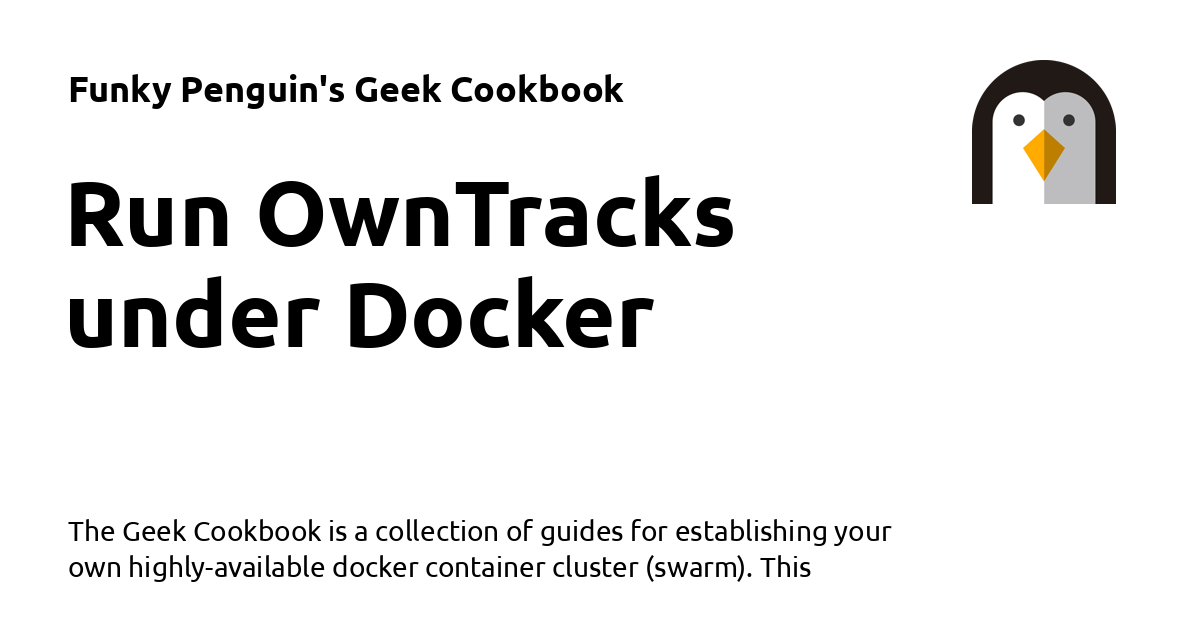 Funky Penguin's Geek Cookbook
Run OwnTracks
under Docker
The Geek Cookbook is a collection of guides for establishing your
own highly-available docker container cluster (swarm). This